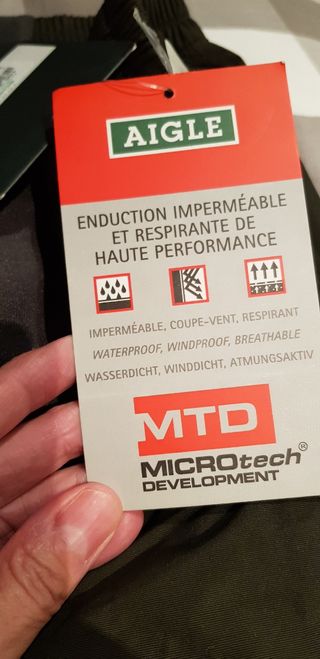 AIGLE
ENDUCTION IMPERMÉABLE
ET RESPIRANTE DE
HAUTE PERFORMANCE
IMPERMÉABLE, COUPE-VENT, RESPIRANT
WATERPROOF, WINDPROOF, BREATHABLE
WASSERDICHT, WINDDICHT, ATMUNGSAKTIV
MTD
MICROtech®
DEVELOPMENT